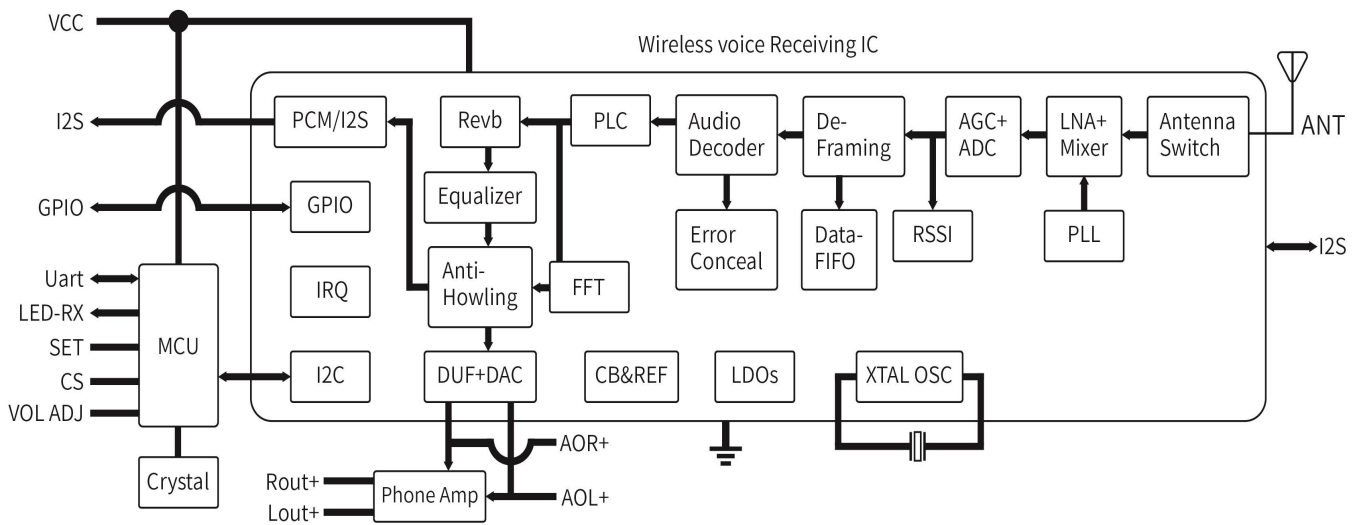 VCC
Wireless voice Receiving IC
I2S
PCM/I2S
Revb
PLC
Audio
Decoder
De-
Framing
AGC+
ADC
LNA+
Mixer
Antenna
Switch
ANT
GPIO
GPIO
Equalizer
Error
Conceal
Data-
FIFO
RSSI
PLL
I2S
Uart
LED-RX
SET
CS
VOL ADJ
MCU
IRQ
Anti-
Howling
FFT
I2C
DUF+DAC
CB&REF
LDOs
XTAL OSC
Crystal
AOR+
Rout+
Lout+
Phone Amp
AOL+